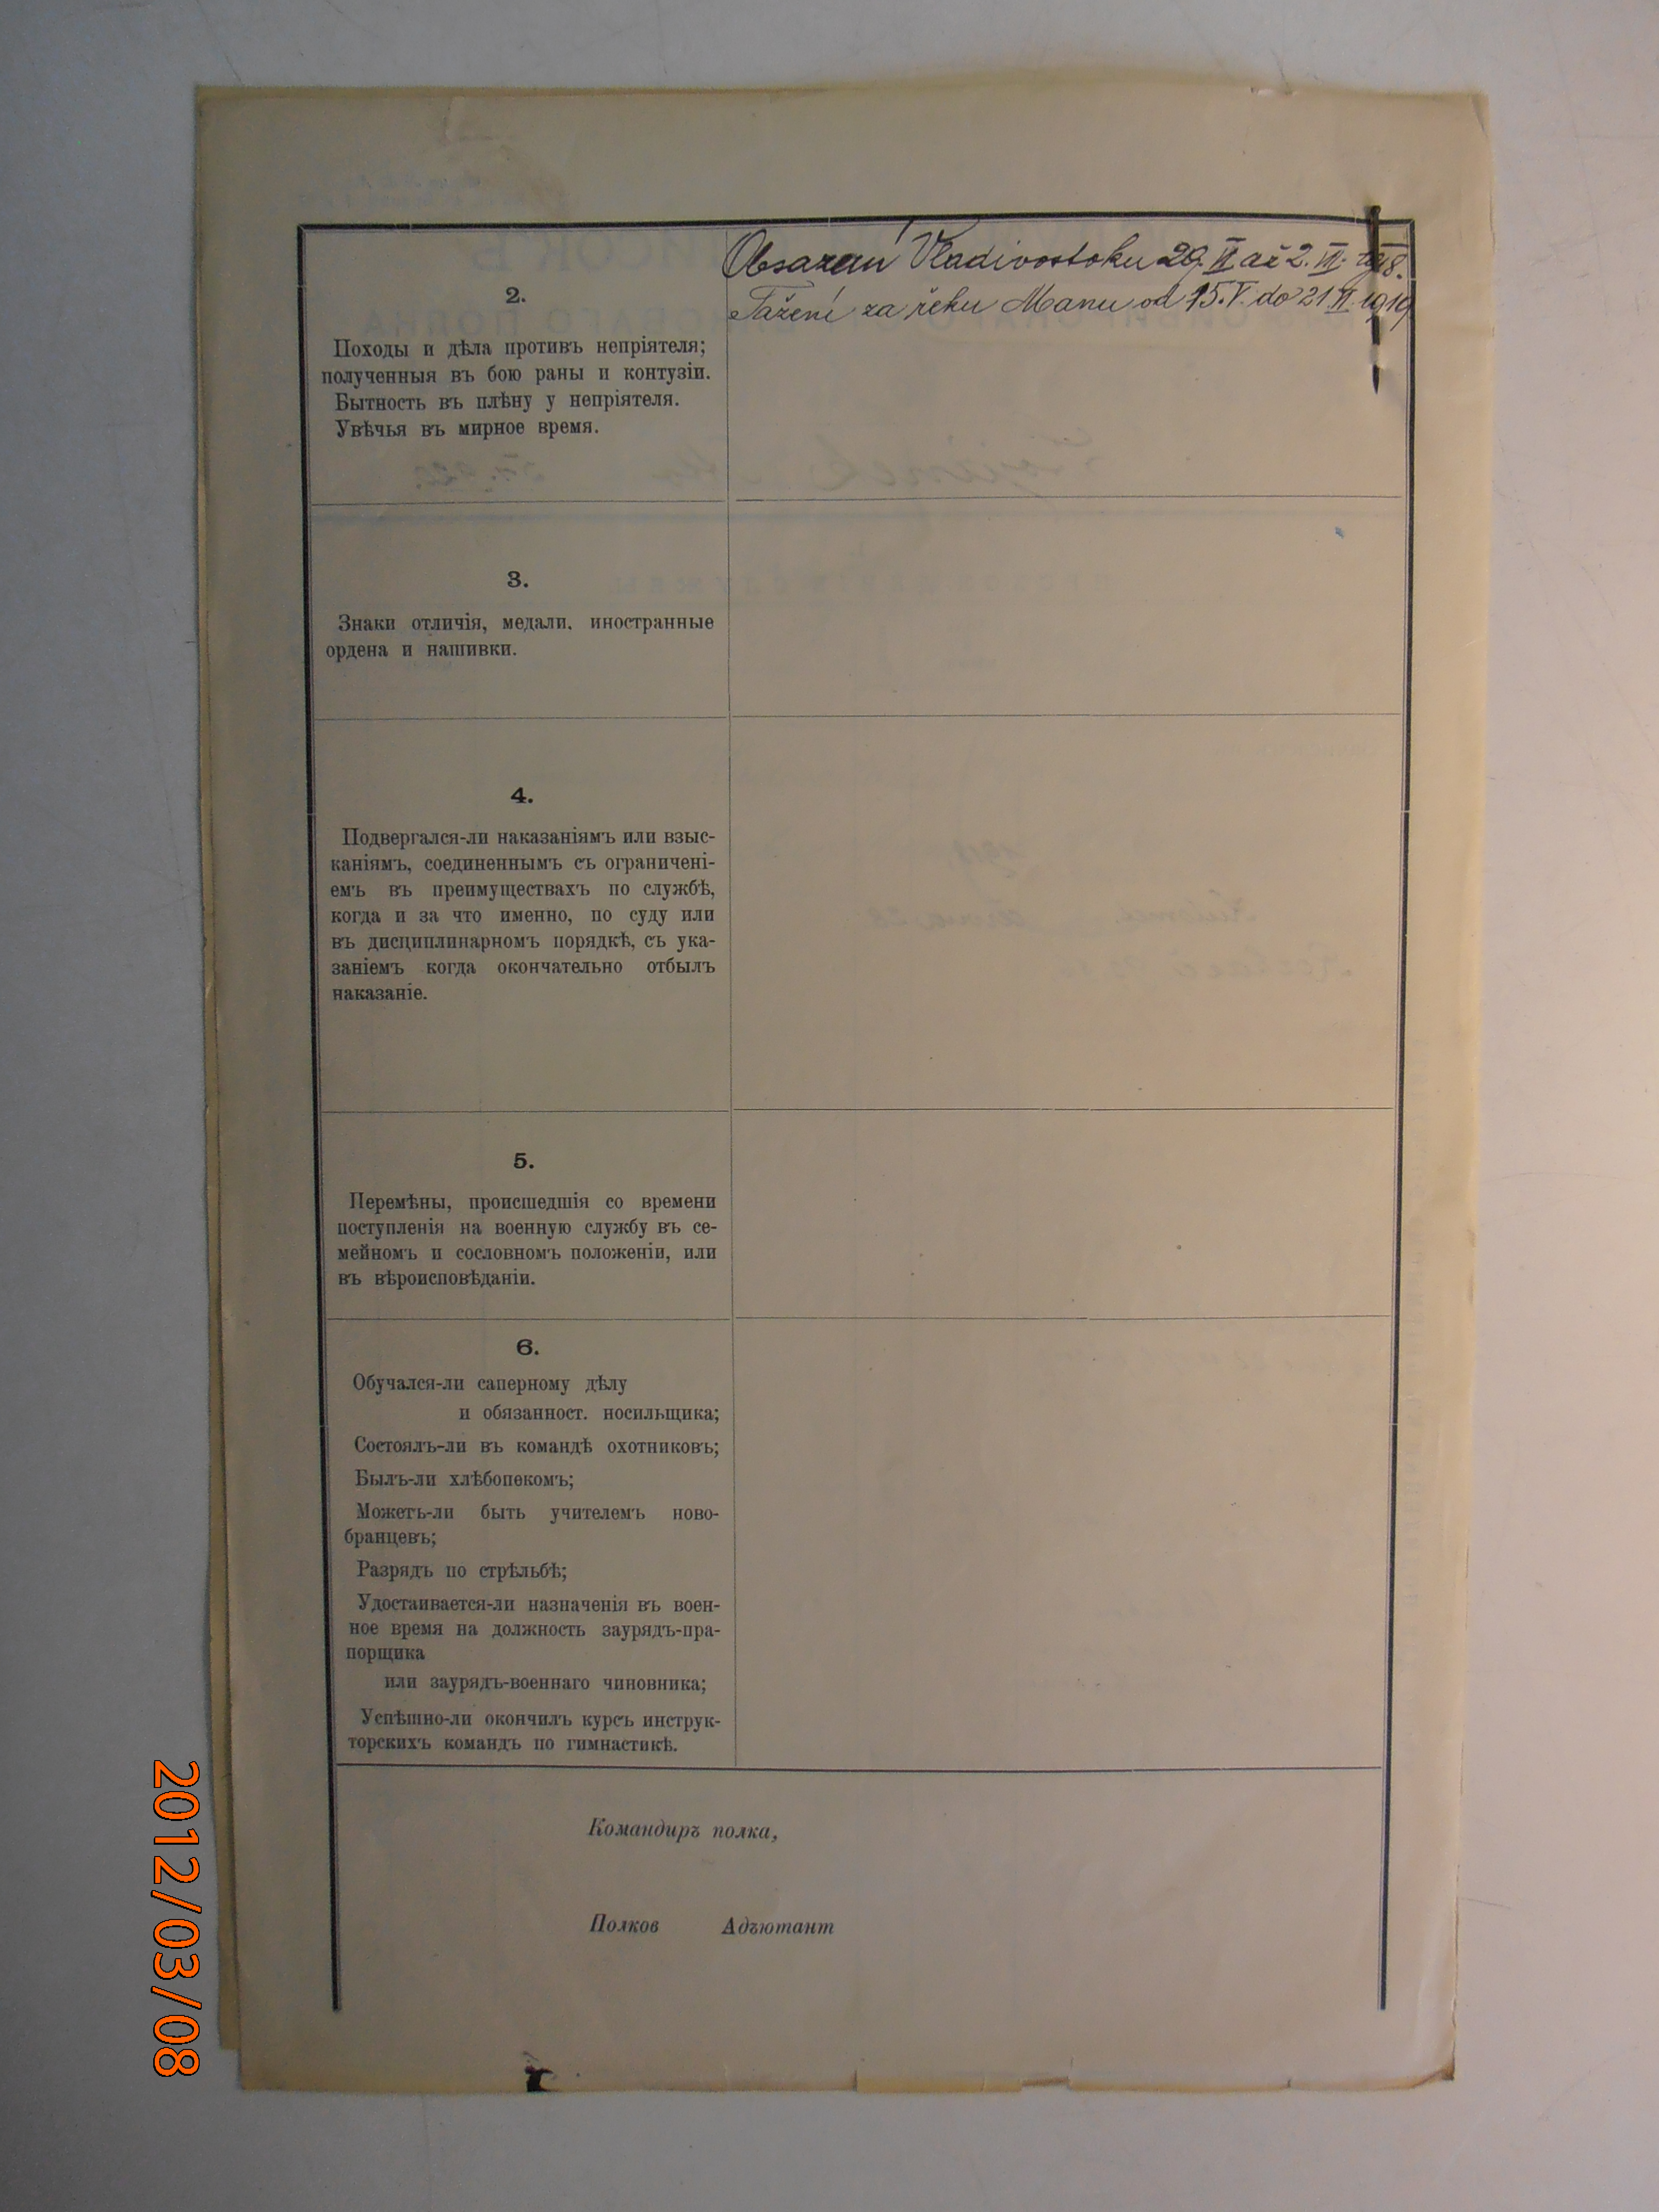 Obsazení Vladivostoku 29. VI až 2. VII. 1918.
Tažení za řeku Manu od 15. V. do 21 VI. 1919
2.
Походы и дѣла противъ непріятеля;
полученныя въ бою раны и контузіи.
Бытность въ плѣну у непріятеля.
Увѣчья въ мирное время.
3.
Знаки отличія, медали. иностранные
ордена и нашивки.
4.
Подвергался-ли наказаніямъ или взыс-
каніямъ, соединеннымъ съ ограничені-
емъ въ преимуществахъ по службѣ,
когда и за что именно, по суду или
въ дисциплинарномъ порядкѣ, съ ука-
заніемъ когда окончательно отбылъ
наказаніе.
5.
Перемѣны, происшедшія со времени
поступленія на военную службу въ се-
мейномъ и сословномъ положеніи, или
въ вѣроисповѣданіи.
6.
Обучался-ли саперному дѣлу
и обязанност. носильщика;
Состоялъ-ли въ командѣ охотниковъ;
Былъ-ли хлѣбопекомъ;
Можетъ-ли быть учителемъ ново-
бранцевъ;
Разрядъ по стрѣльбѣ;
Удостаивается-ли назначенія въ воен-
ное время на должность заурядъ-пра-
порщика
или заурядъ-военнаго чиновника;
Успѣшно-ли окончилъ курсъ инструк-
торскихъ командъ по гимнастикѣ.
Командиръ полка,
Полков Адъютант
2012/03/08